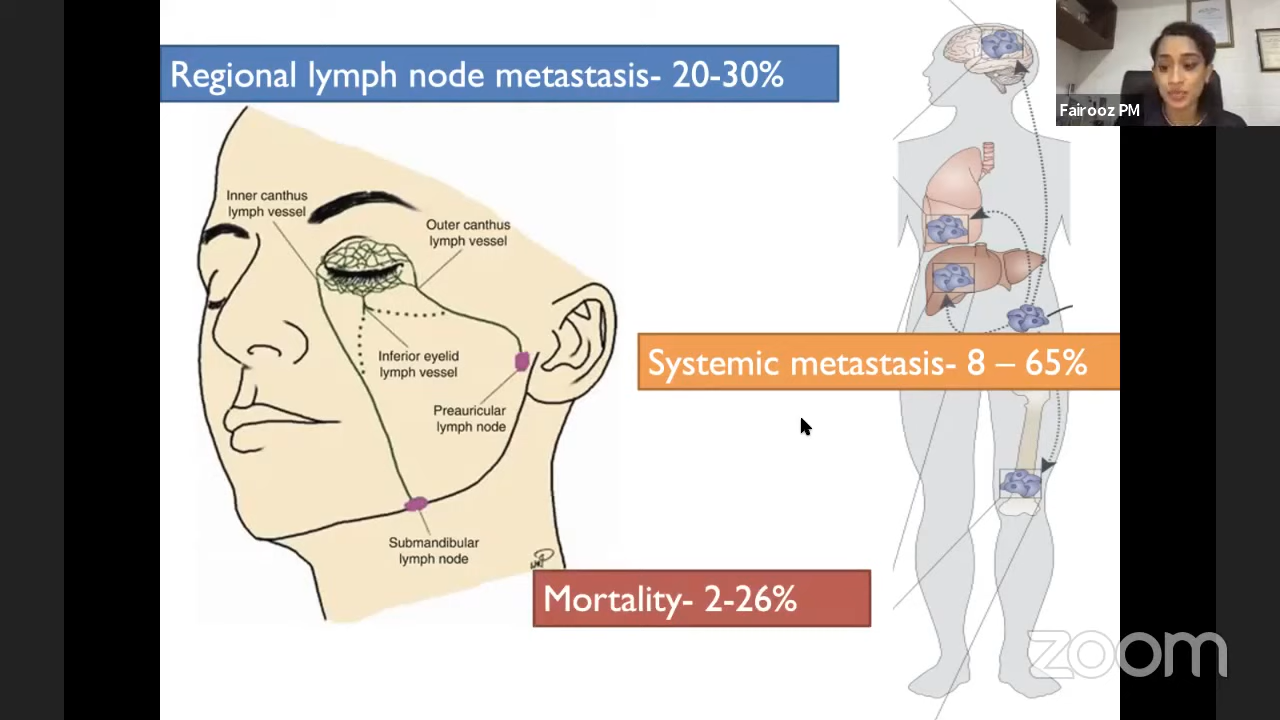 Regional lymph node metastasis- 20-30%
Fairooz PM
Inner canthus
lymph vessel
Outer canthus
lymph vessel
Inferior eyelid
lymph vessel
Systemic metastasis- 8 – 65%
Preauricular
lymph node
Submandibular
lymph node
Mortality- 2-26%
zoom